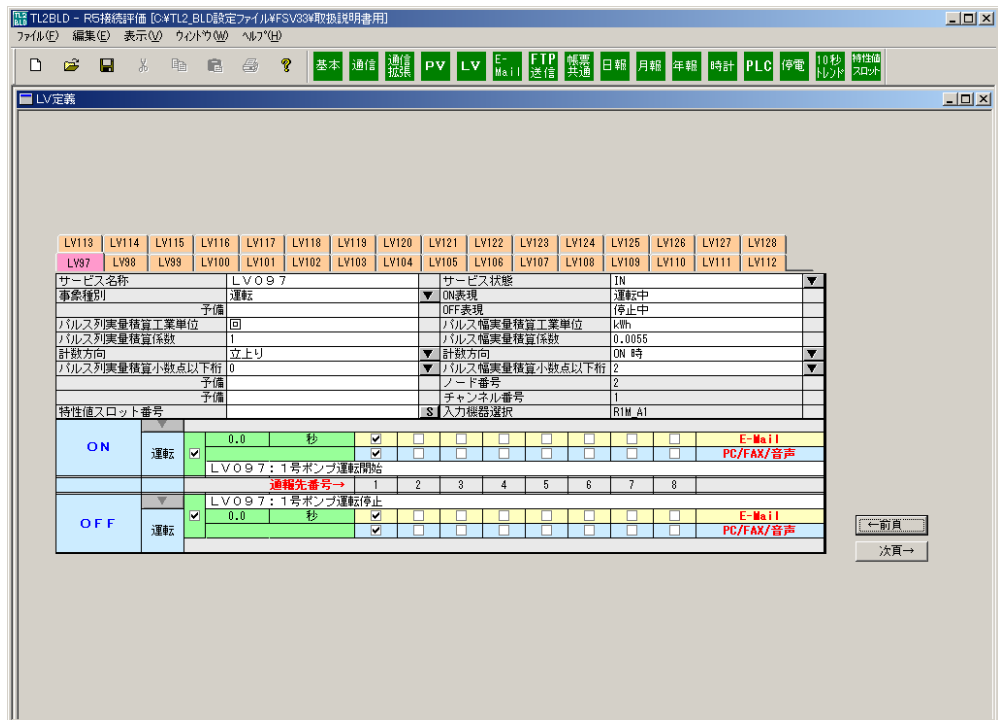 TL2BLD - R5接続評価 [C:¥TL2_BLD設定ファイル¥FSV33¥取扱説明書用]
ファイル(F) 編集(E) 表示(V) ウィンドウ(W) ヘルプ(H)
基本 通信 通信拡張 PV LV E-Mail FTP送信 帳票共通 日報 月報 年報 時計 PLC 停電 10秒トレンド 特性値スロット
LV定義
LV113 LV114 LV115 LV116 LV117 LV118 LV119 LV120 LV121 LV122 LV123 LV124 LV125 LV126 LV127 LV128
LV97 LV98 LV99 LV100 LV101 LV102 LV103 LV104 LV105 LV106 LV107 LV108 LV109 LV110 LV111 LV112
サービス名称 LV097 サービス状態 IN
事象種別 運転 ON表現 運転中
予備 OFF表現 停止中
パルス列実量積算工業単位 回 パルス幅実量積算工業単位 kWh
パルス列実量積算係数 1 パルス幅実量積算係数 0.0055
計数方向 立上り 計数方向 ON 時
パルス列実量積算小数点以下桁 0 パルス幅実量積算小数点以下桁 2
予備 ノード番号 2
予備 チャンネル番号 1
特性値スロット番号 S 入力機器選択 R1M_A1
ON 運転 0.0 秒 E-Mail
PC/FAX/音声
LV097:1号ポンプ運転開始
通報先番号→ 1 2 3 4 5 6 7 8
LV097:1号ポンプ運転停止
OFF 運転 0.0 秒 E-Mail
PC/FAX/音声
←前頁
次頁→